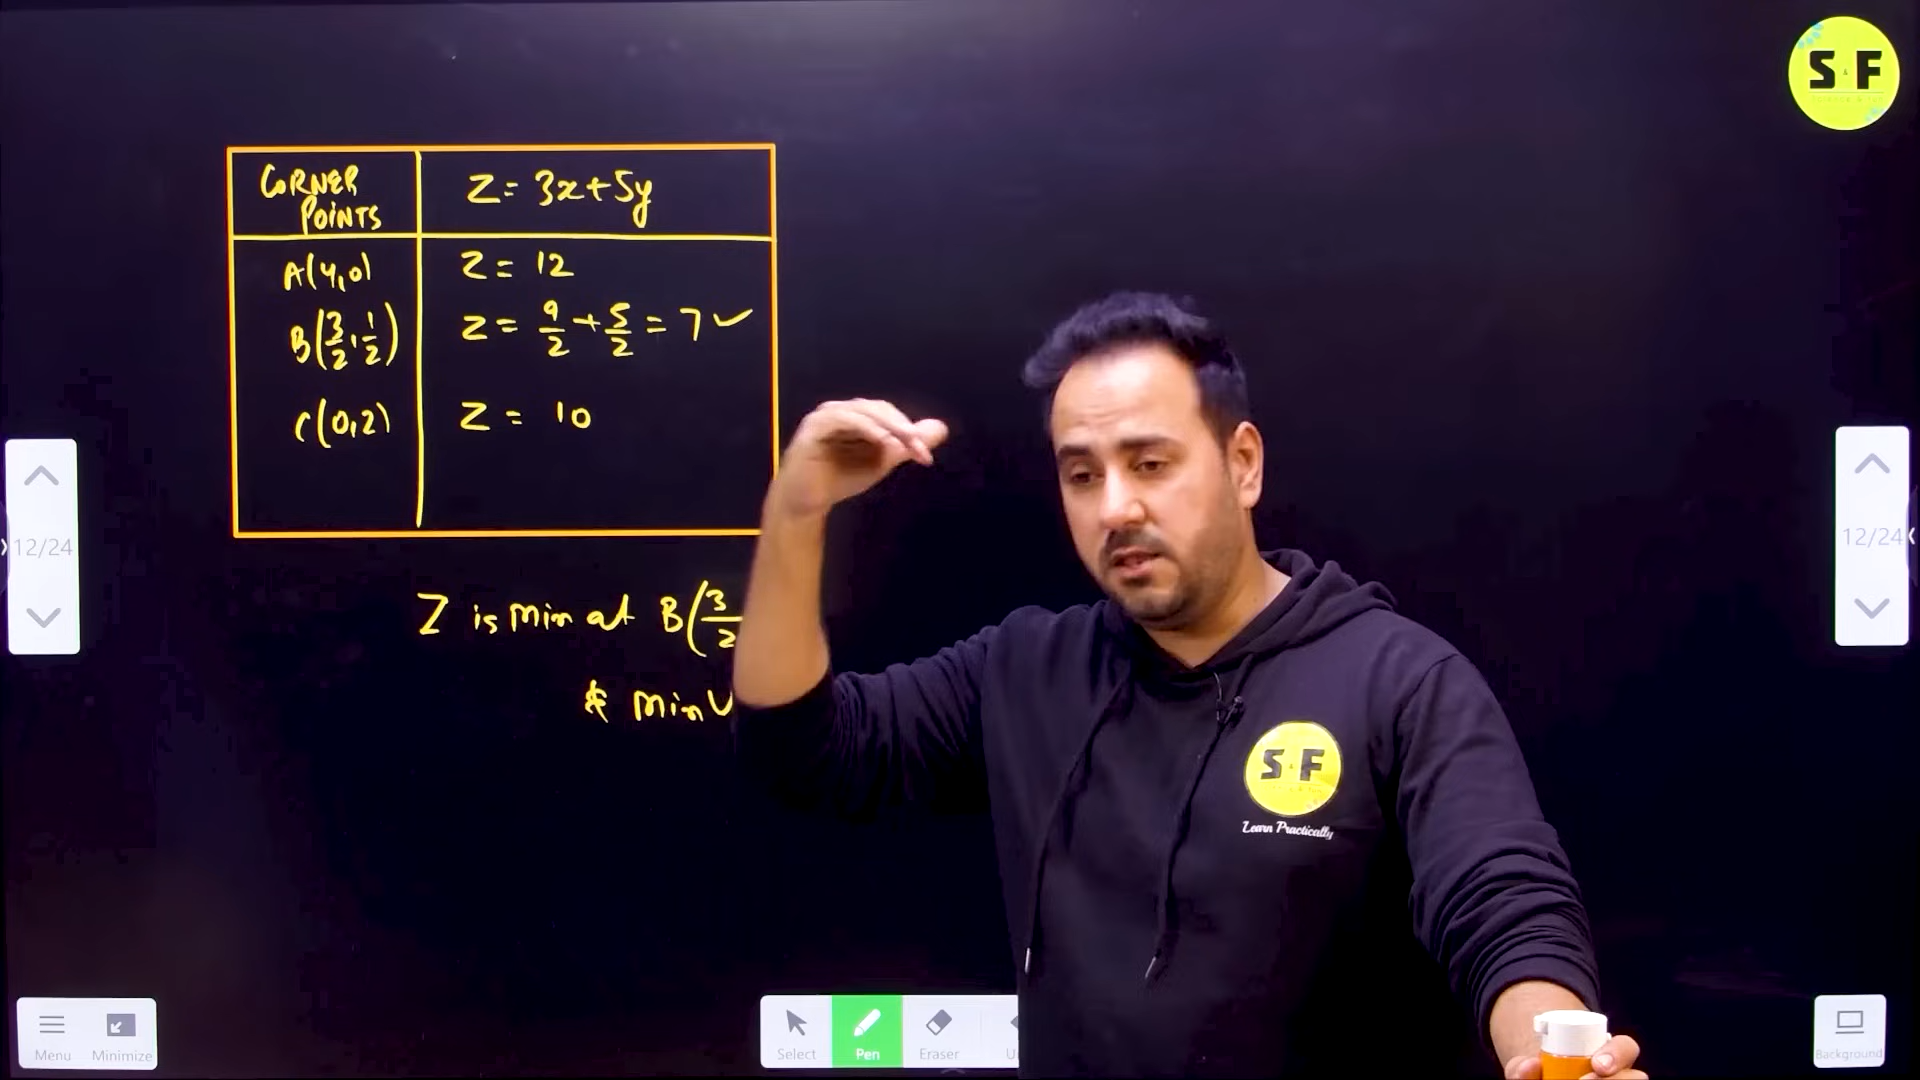 S F
CORNER POINTS
Z = 3x + 5y
A(4,0)
Z = 12
B(3/2, 1/2)
Z = 9/2 + 5/2 = 7 ✓
C(0,2)
Z = 10
Z is Min at B(3/2
& Min V
12/24
12/24
S F
Learn Practically
Menu
Minimize
Select
Pen
Eraser
Background